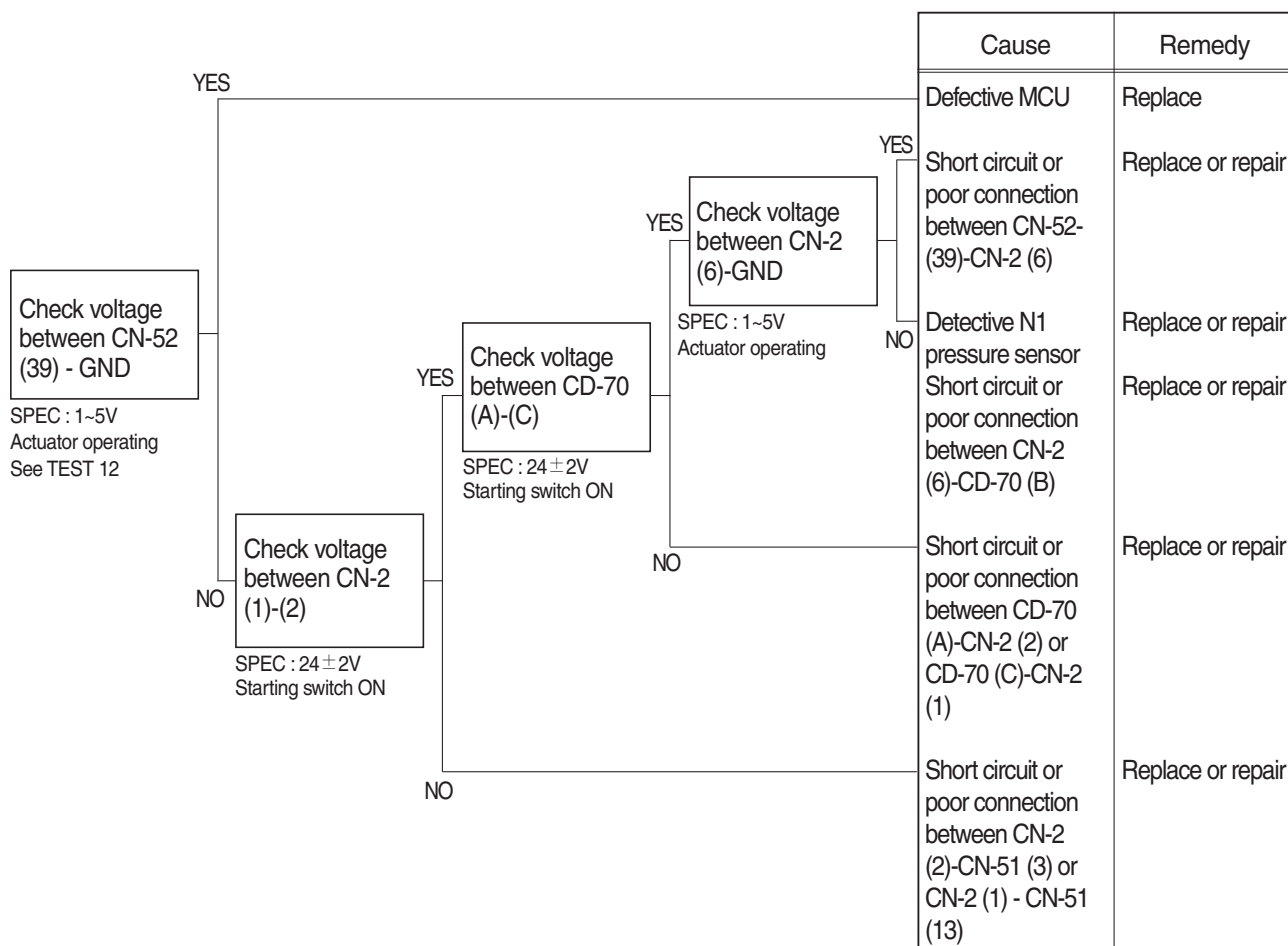 Cause
Remedy
YES
Defective MCU
Replace
YES
Short circuit or
poor connection
between CN-52-
(39)-CN-2 (6)
Replace or repair
YES
Check voltage
between CN-2
(6)-GND
SPEC : 1~5V
Actuator operating
NO
Detective N1
pressure sensor
Replace or repair
Short circuit or
poor connection
between CN-2
(6)-CD-70 (B)
Replace or repair
Check voltage
between CN-52
(39) - GND
SPEC : 1~5V
Actuator operating
See TEST 12
YES
Check voltage
between CD-70
(A)-(C)
SPEC : 24±2V
Starting switch ON
NO
Short circuit or
poor connection
between CD-70
(A)-CN-2 (2) or
CD-70 (C)-CN-2
(1)
Replace or repair
NO
Check voltage
between CN-2
(1)-(2)
SPEC : 24±2V
Starting switch ON
NO
Short circuit or
poor connection
between CN-2
(2)-CN-51 (3) or
CN-2 (1) - CN-51
(13)
Replace or repair